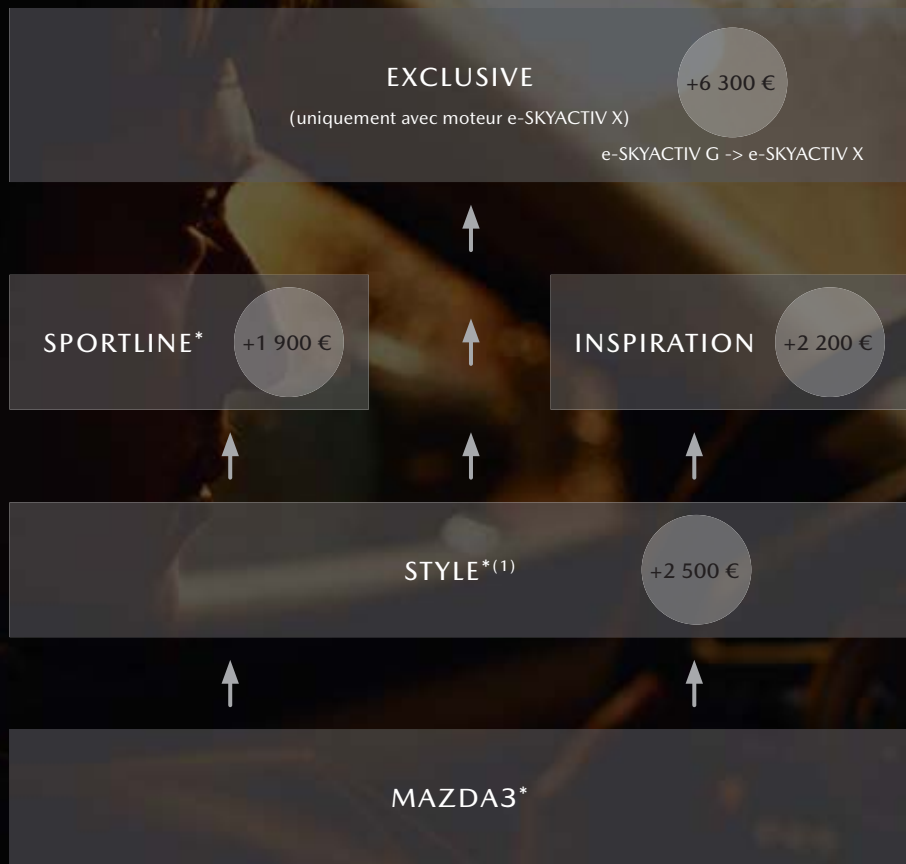 EXCLUSIVE
+6 300 €
(uniquement avec moteur e-SKYACTIV X)
e-SKYACTIV G -> e-SKYACTIV X
SPORTLINE*
+1 900 €
INSPIRATION
+2 200 €
STYLE*(1)
+2 500 €
MAZDA3*